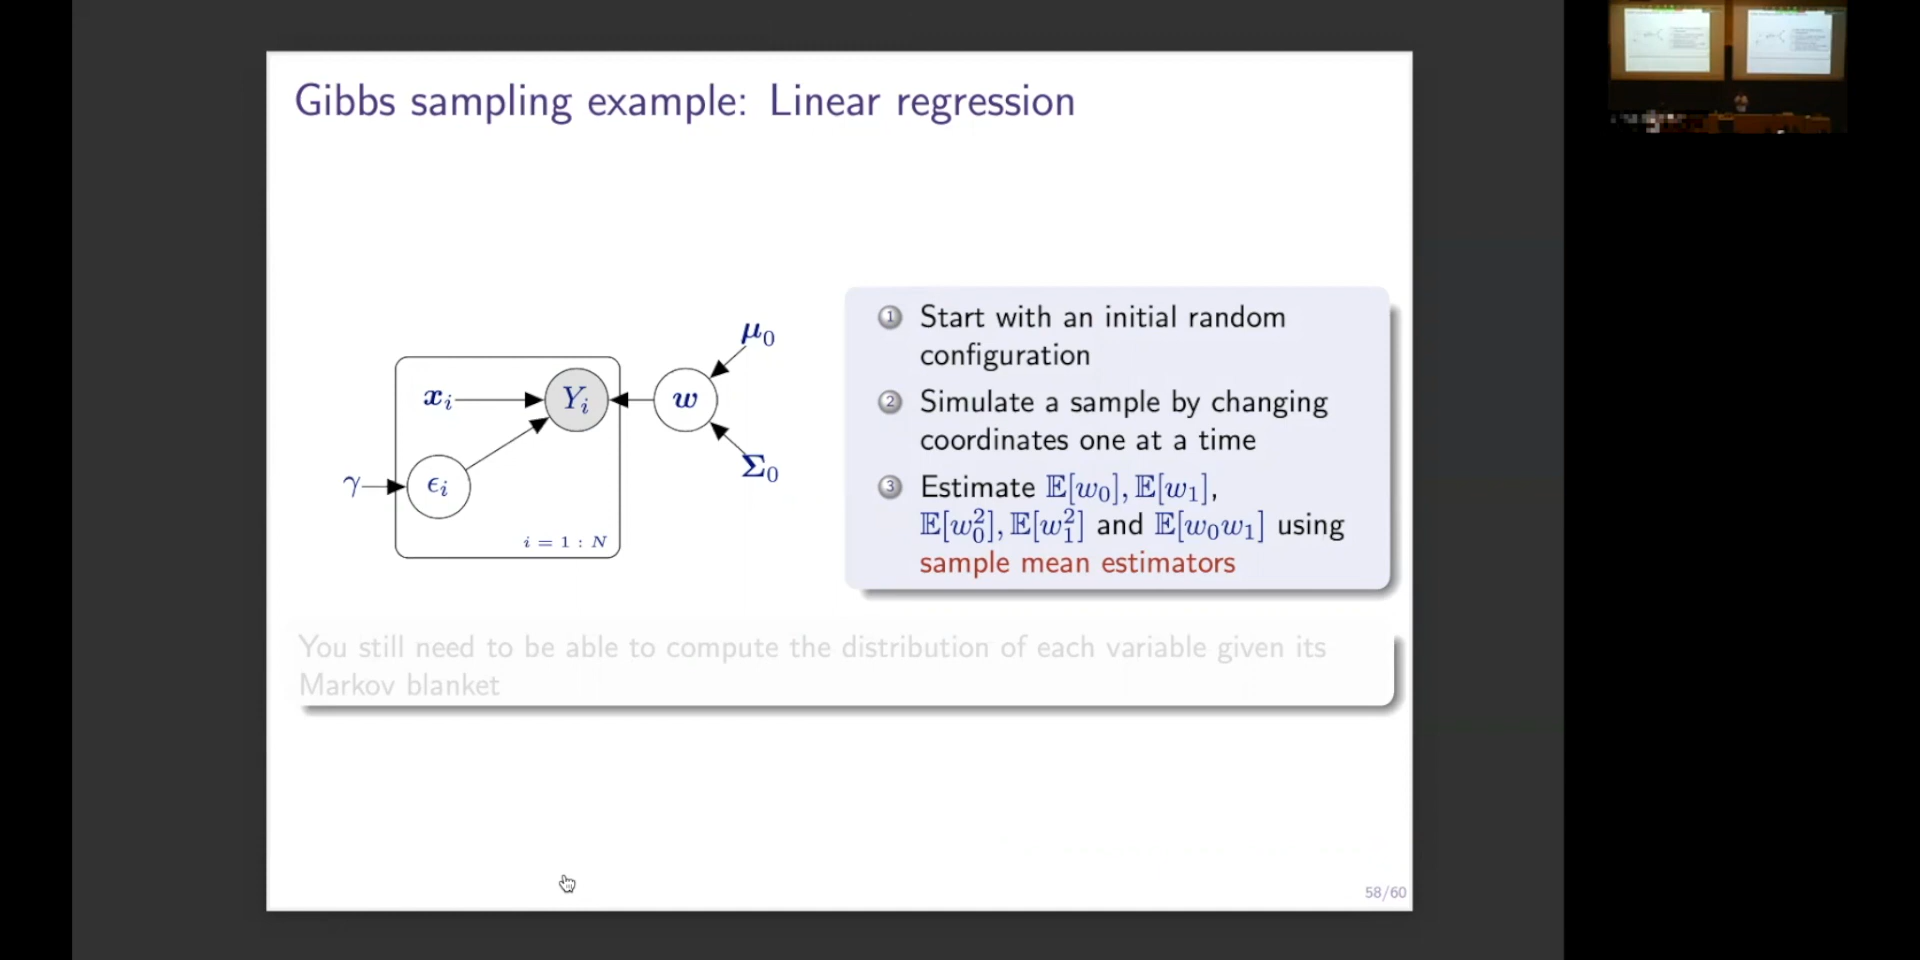 Gibbs sampling example: Linear regression
μ₀
xᵢ
Yᵢ
w
Σ₀
γ
ϵᵢ
i = 1 : N
1 Start with an initial random
configuration
2 Simulate a sample by changing
coordinates one at a time
3 Estimate 𝔼[w₀], 𝔼[w₁],
𝔼[w₀²], 𝔼[w₁²] and 𝔼[w₀w₁] using
sample mean estimators
You still need to be able to compute the distribution of each variable given its
Markov blanket
58/60